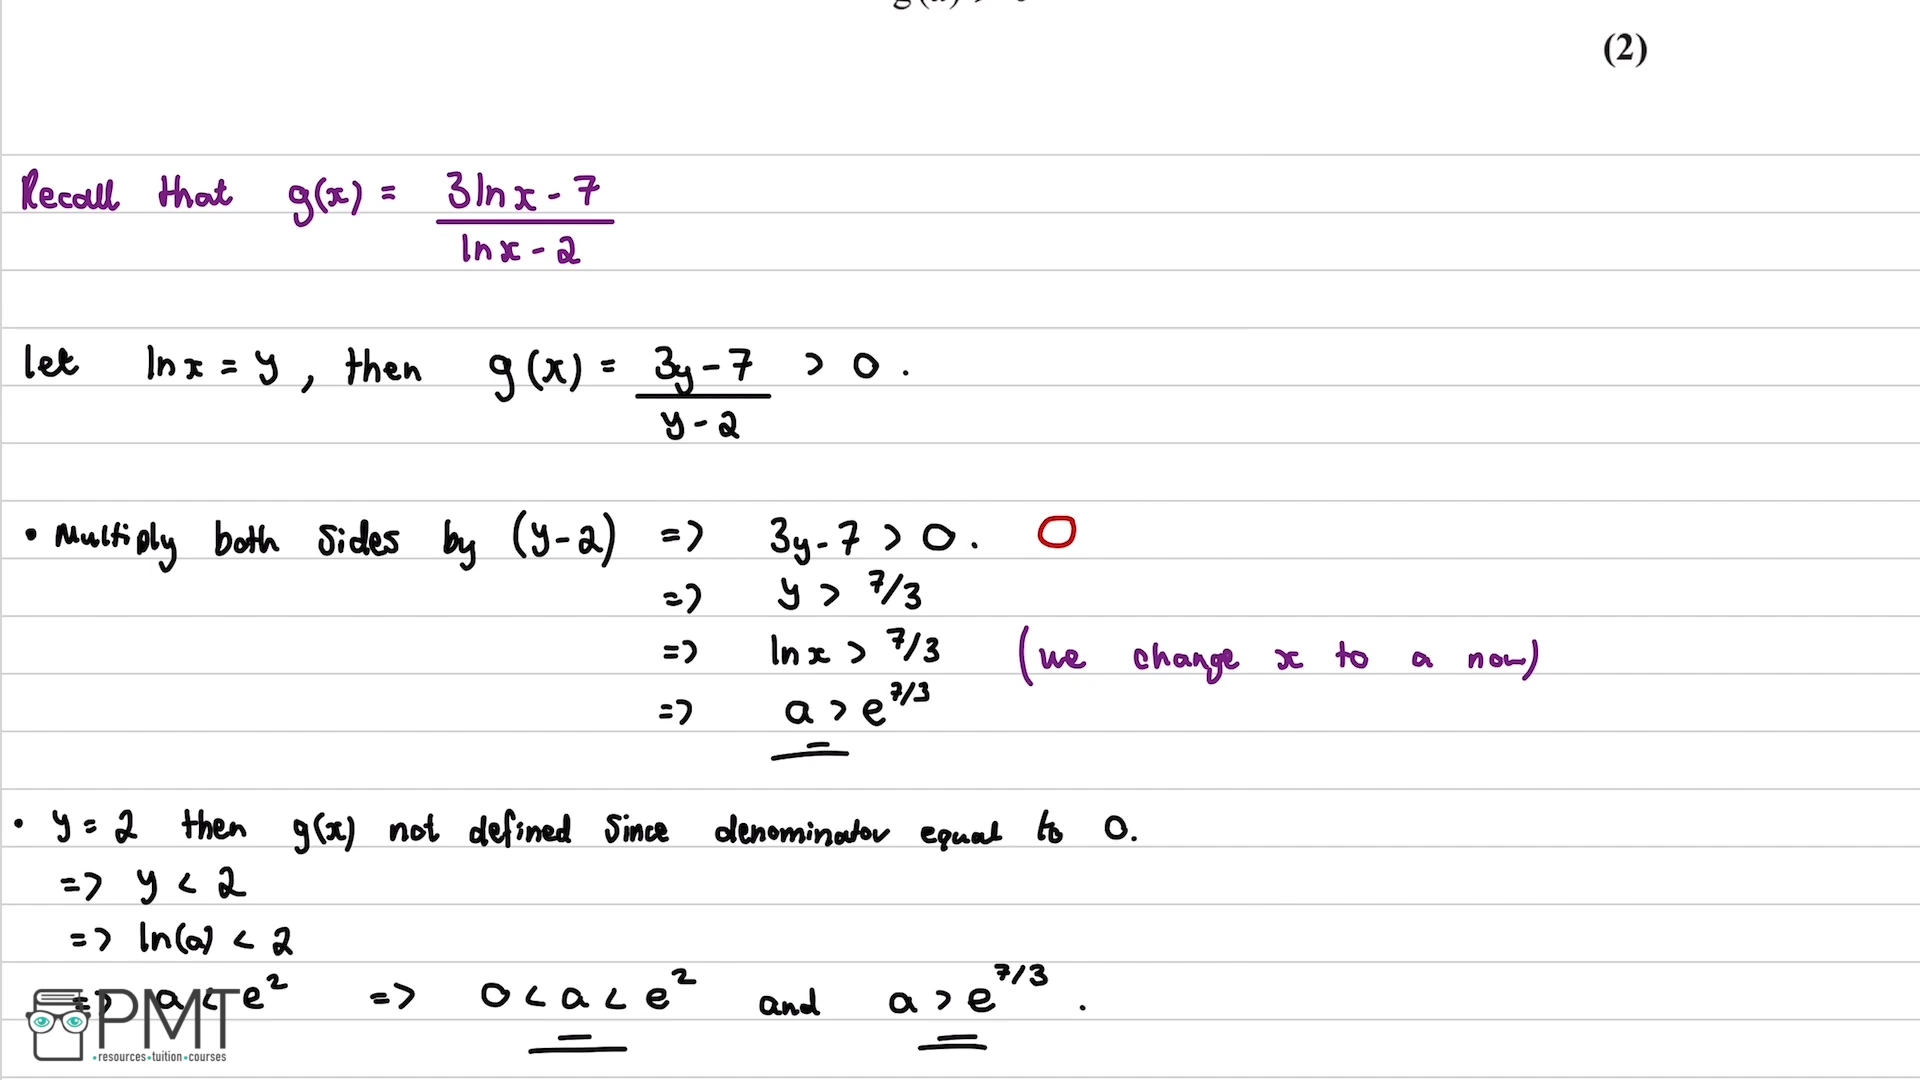 g(a) >
(2)
Recall that g(x) = 3ln x - 7
ln x - 2
let ln x = y , then g(x) = 3y - 7 > 0 .
y - 2
• Multiply both sides by (y-2) => 3y - 7 > 0 . O
=> y > 7/3
=> ln x > 7/3 (we change x to a now)
=> a > e^7/3
• y = 2 then g(x) not defined since denominator equal to 0.
=> y < 2
=> ln(a) < 2
=> a < e² => 0 < a < e² and a > e^7/3 .
PMT
•resources•tuition•courses